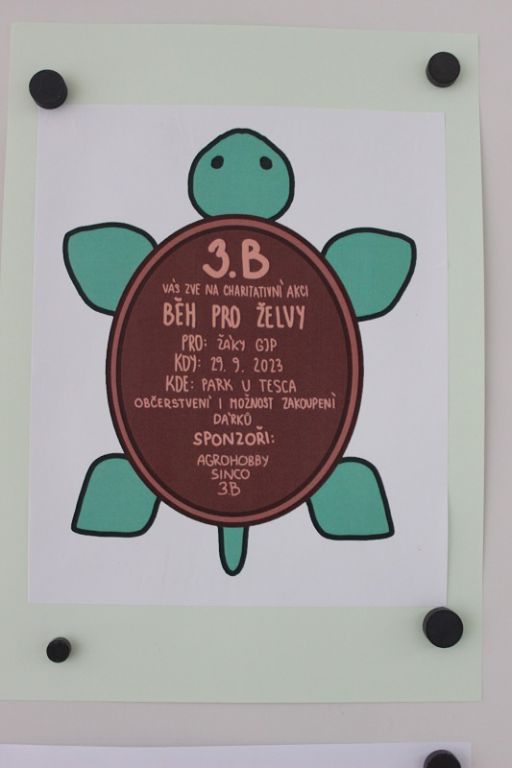 3.B
VÁS ZVE NA CHARITATIVNÍ AKCI
BĚH PRO ŽELVY
PRO: ŽÁKY GJP
KDY: 29. 9. 2023
KDE: PARK U TESCA
OBČERSTVENÍ I MOŽNOST ZAKOUPENÍ
DÁRKŮ
SPONZOŘI:
AGROHOBBY
SINCO
3.B